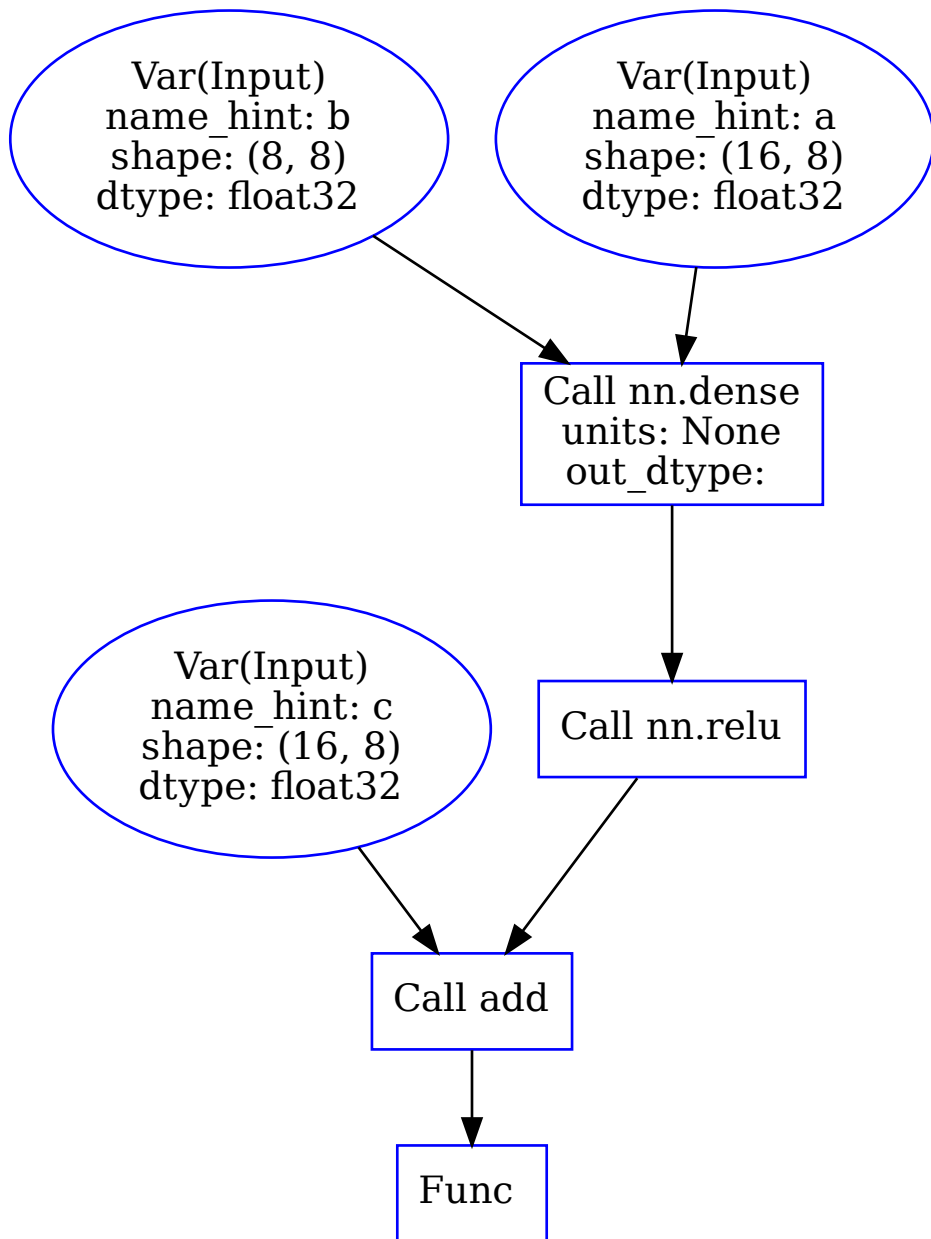 Var(Input)
name_hint: b
shape: (8, 8)
dtype: float32
Var(Input)
name_hint: a
shape: (16, 8)
dtype: float32
Call nn.dense
units: None
out_dtype:
Var(Input)
name_hint: c
shape: (16, 8)
dtype: float32
Call nn.relu
Call add
Func